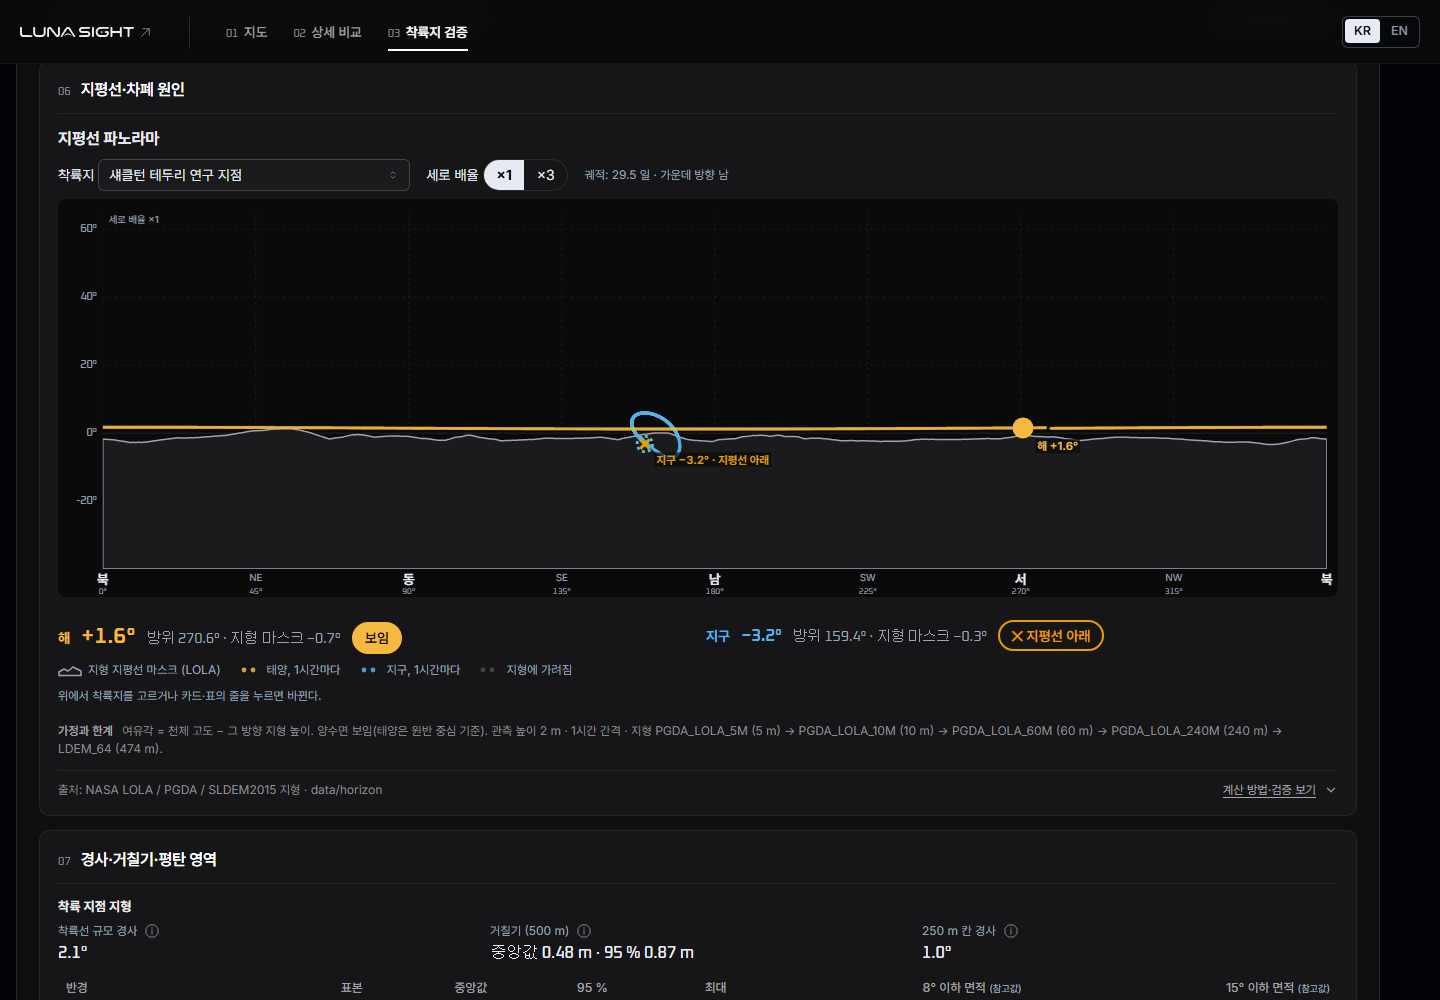 LUNA SIGHT
01 지도
02 상세 비교
03 착륙지 검증
KR EN
06 지평선·차폐 원인
지평선 파노라마
착륙지 섀클턴 테두리 연구 지점 세로 배율 ×1 ×3 궤적: 29.5 일 · 가운데 방향 남
세로 배율 ×1
60°
40°
20°
0°
-20°
지구 −3.2° · 지평선 아래
해 +1.6°
북 NE 동 SE 남 SW 서 NW 북
0° 45° 90° 135° 180° 225° 270° 315°
해 +1.6° 방위 270.6° · 지형 마스크 −0.7° 보임
지구 −3.2° 방위 159.4° · 지형 마스크 −0.3° 지평선 아래
지형 지평선 마스크 (LOLA) 태양, 1시간마다 지구, 1시간마다 지형에 가려짐
위에서 착륙지를 고르거나 카드·표의 줄을 누르면 바뀐다.
가정과 한계 여유각 = 천체 고도 − 그 방향 지형 높이. 양수면 보임(태양은 원반 중심 기준). 관측 높이 2 m · 1시간 간격 · 지형 PGDA_LOLA_5M (5 m) → PGDA_LOLA_10M (10 m) → PGDA_LOLA_60M (60 m) → PGDA_LOLA_240M (240 m) →
LDEM_64 (474 m).
출처: NASA LOLA / PGDA / SLDEM2015 지형 · data/horizon
계산 방법·검증 보기
07 경사·거칠기·평탄 영역
착륙 지점 지형
착륙선 규모 경사 거칠기 (500 m) 250 m 칸 경사
2.1° 중앙값 0.48 m · 95 % 0.87 m 1.0°
반경 표본 중앙값 95 % 최대 8° 이하 면적 (참고값) 15° 이하 면적 (참고값)